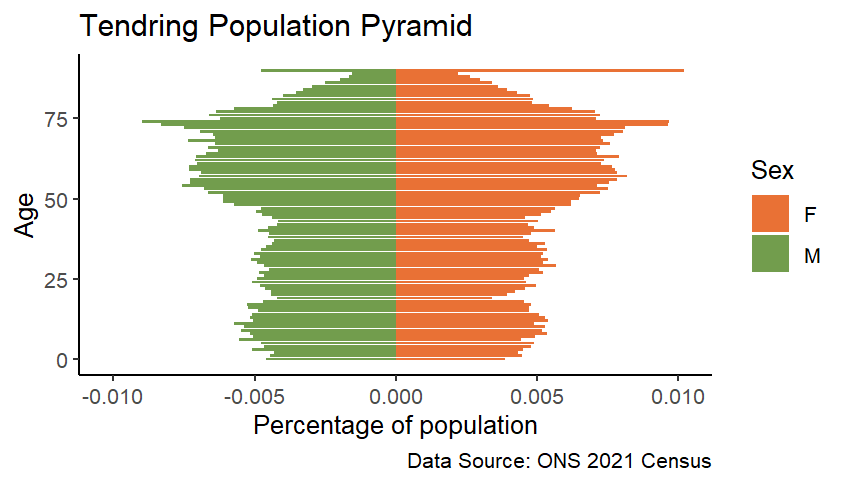 Tendring Population Pyramid
Age
75
50
25
0
-0.010 -0.005 0.000 0.005 0.010
Percentage of population
Sex
F
M
Data Source: ONS 2021 Census